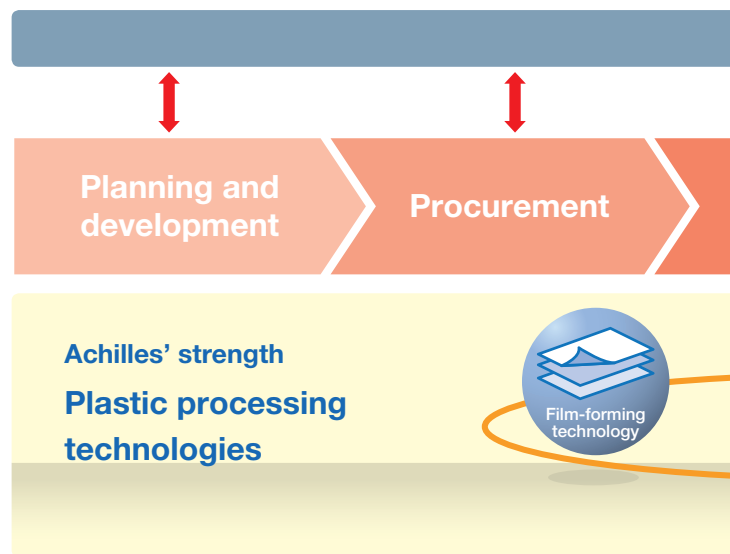 Planning and
development
Procurement
Achilles’ strength
Plastic processing
technologies
Film-forming
technology